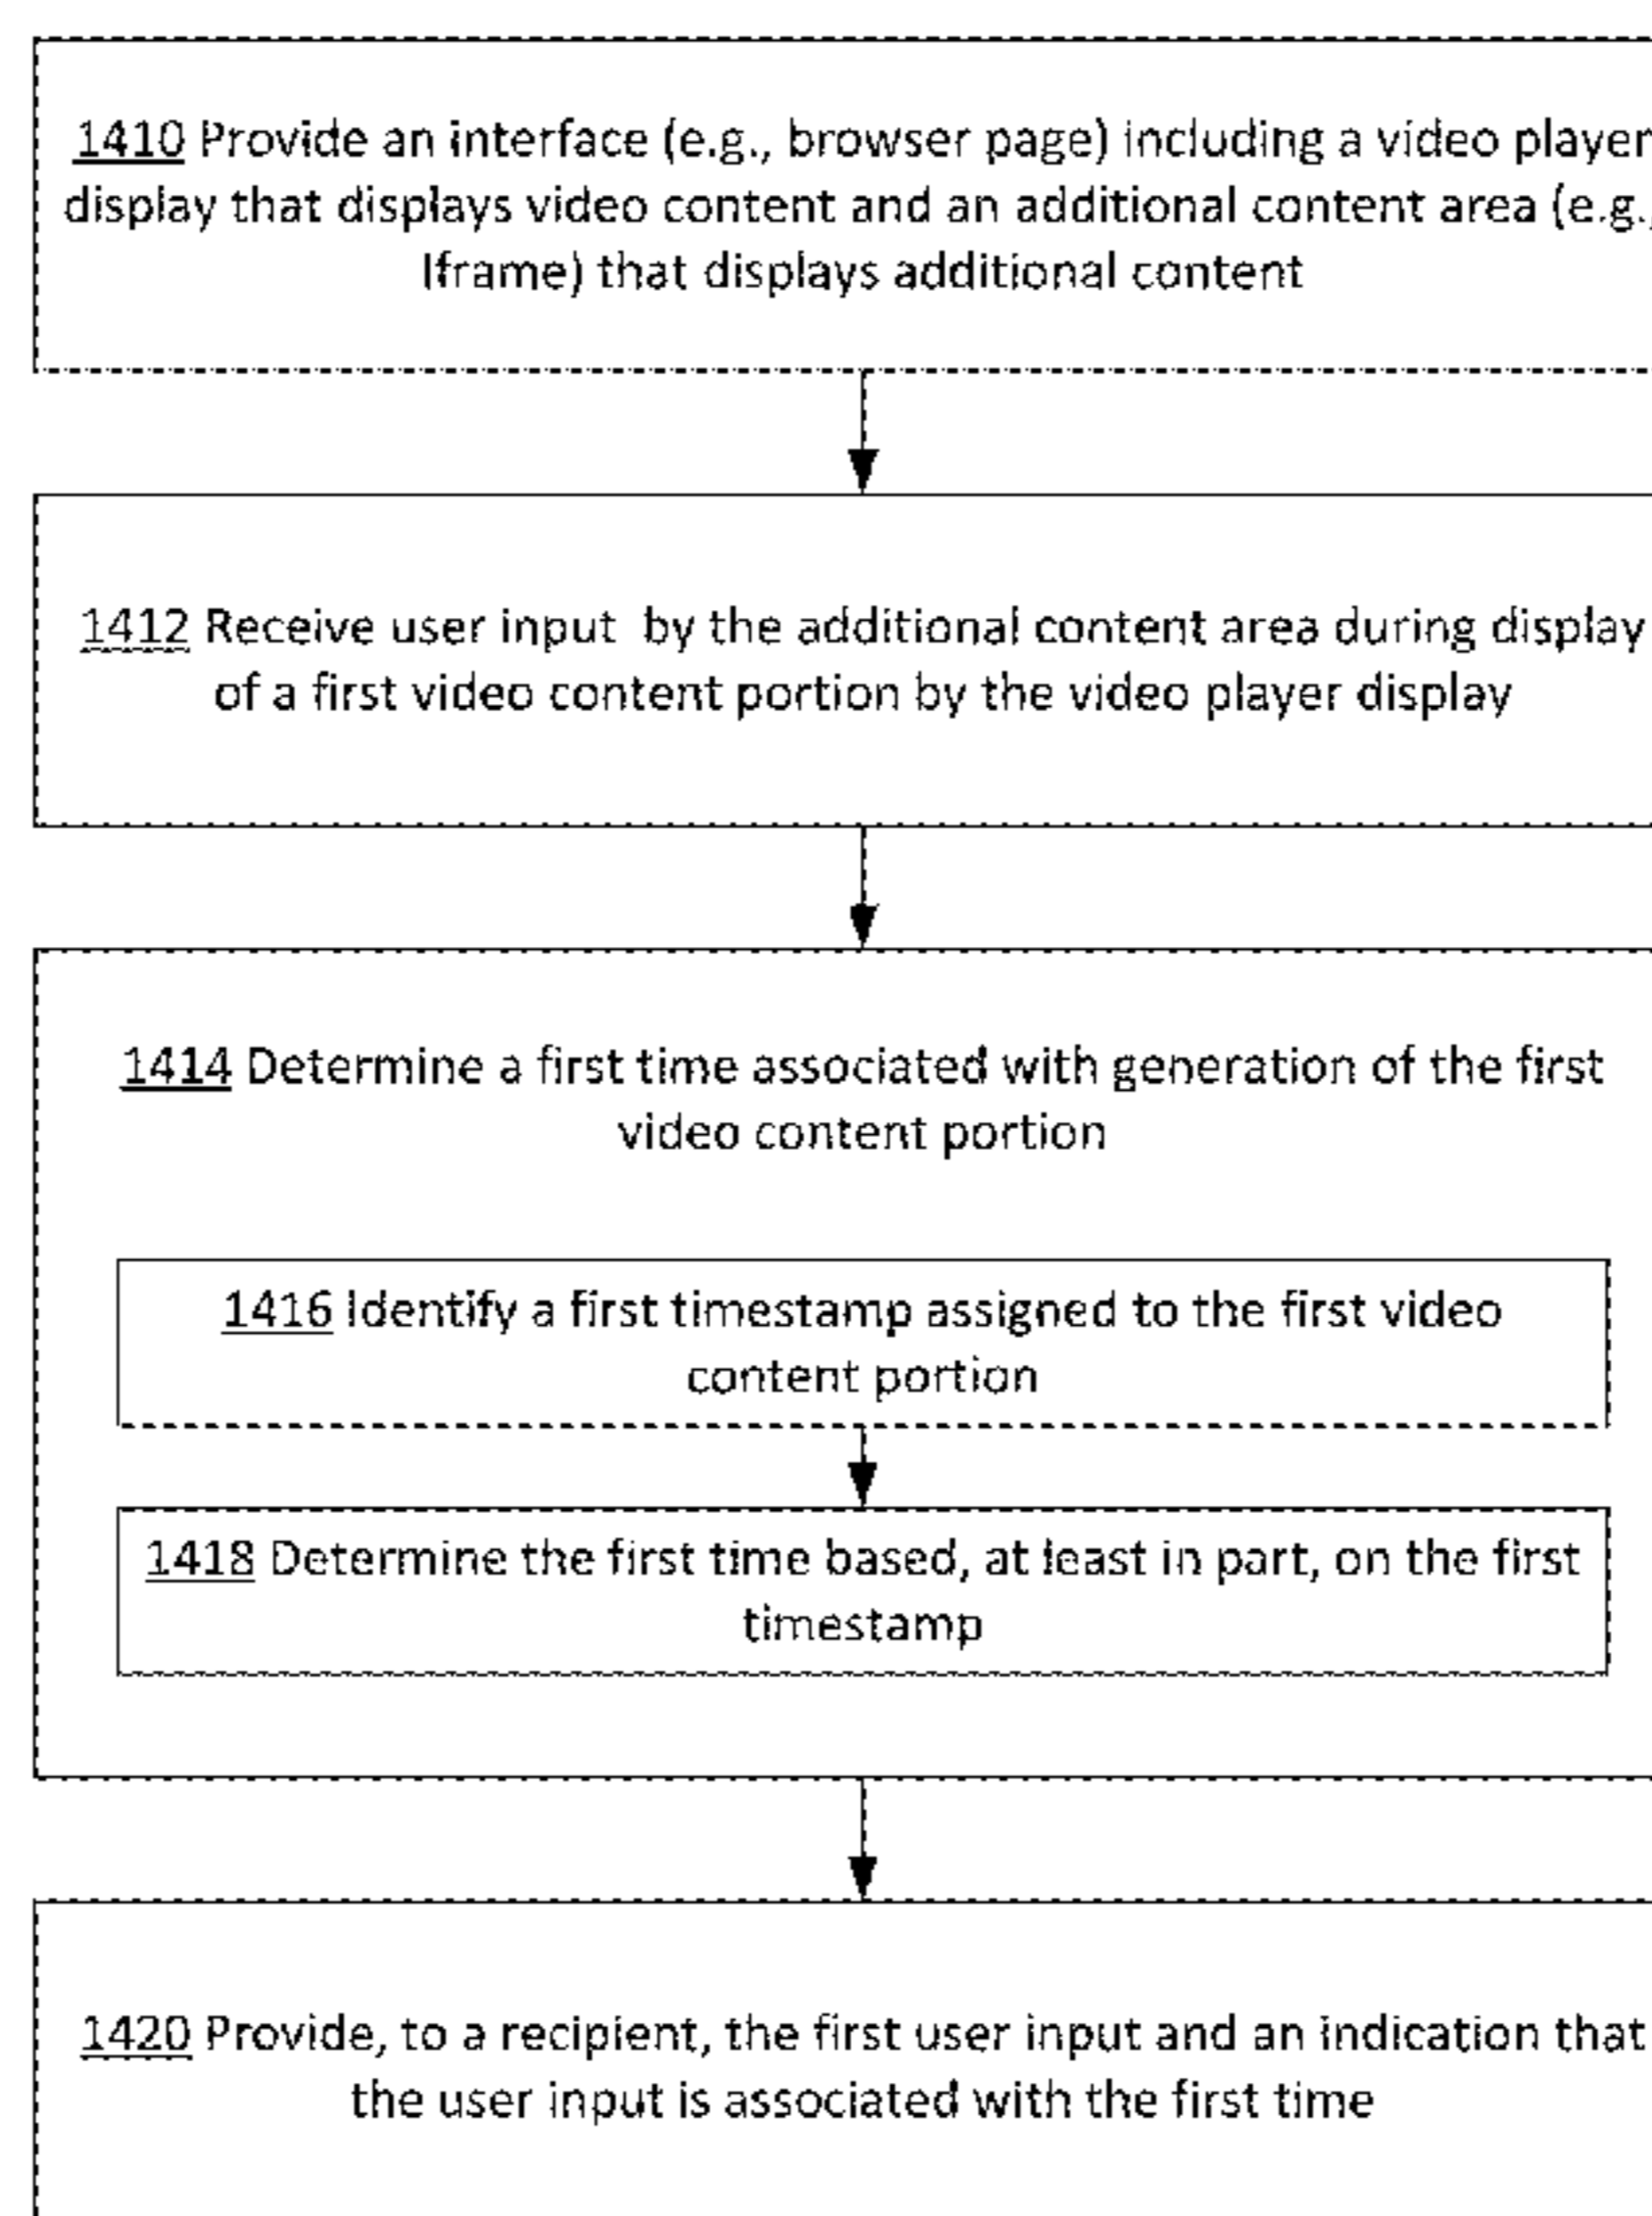 1410 Provide an interface (e.g., browser page) including a video player
display that displays video content and an additional content area (e.g.,
Iframe) that displays additional content
1412 Receive user input by the additional content area during display
of a first video content portion by the video player display
1414 Determine a first time associated with generation of the first
video content portion
1416 Identify a first timestamp assigned to the first video
content portion
1418 Determine the first time based, at least in part, on the first
timestamp
1420 Provide, to a recipient, the first user input and an indication that
the user input is associated with the first time